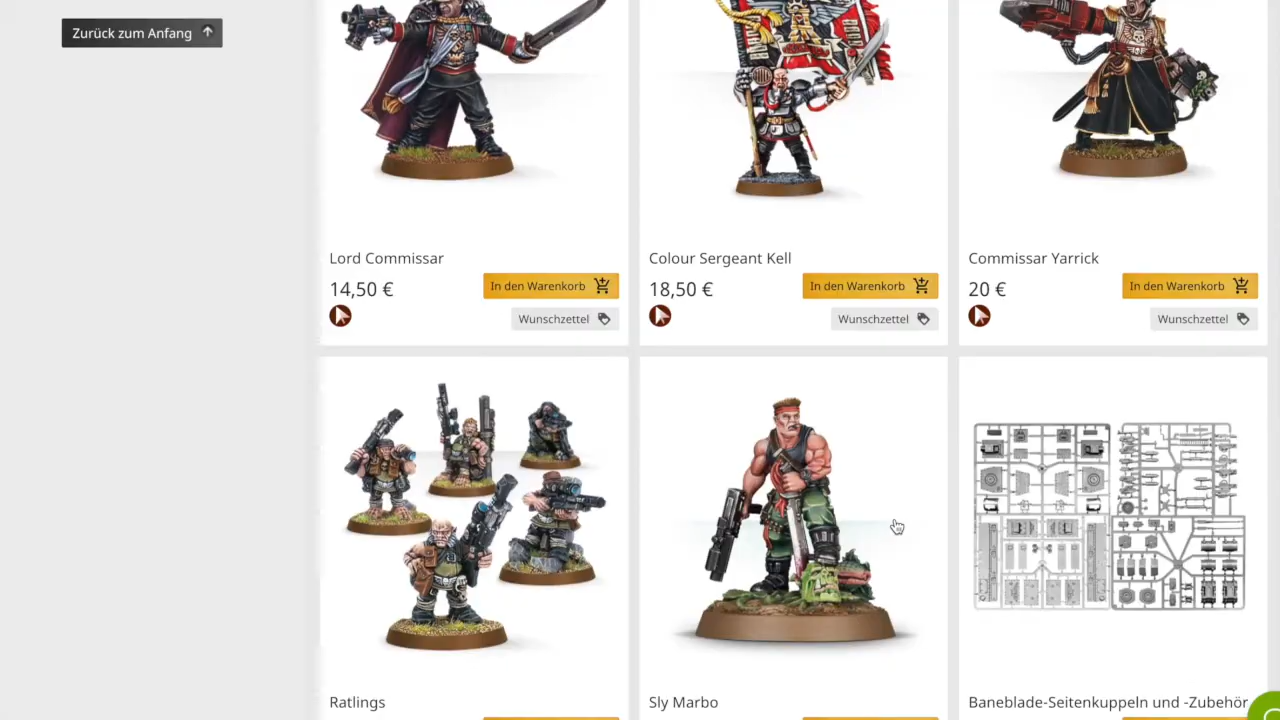 Zurück zum Anfang
Lord Commissar
14,50 €
In den Warenkorb
Wunschzettel
Colour Sergeant Kell
18,50 €
In den Warenkorb
Wunschzettel
Commissar Yarrick
20 €
In den Warenkorb
Wunschzettel
Ratlings
Sly Marbo
Baneblade-Seitenkuppeln und -Zubehör